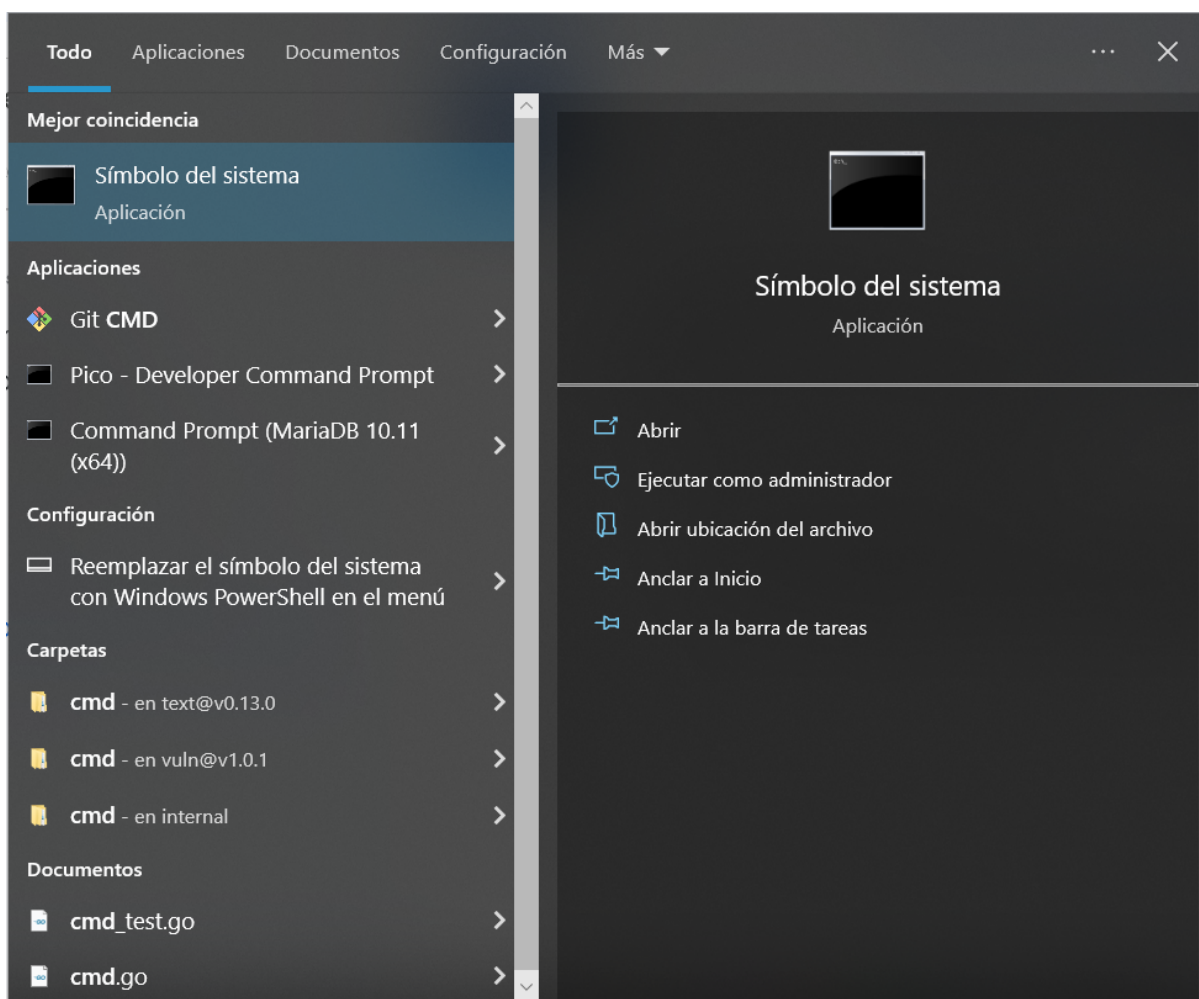 Todo Aplicaciones Documentos Configuración Más
Mejor coincidencia
Símbolo del sistema
Aplicación
Aplicaciones
Git CMD
Pico - Developer Command Prompt
Command Prompt (MariaDB 10.11
(x64))
Configuración
Reemplazar el símbolo del sistema
con Windows PowerShell en el menú
Carpetas
cmd - en text@v0.13.0
cmd - en vuln@v1.0.1
cmd - en internal
Documentos
cmd_test.go
cmd.go
Símbolo del sistema
Aplicación
Abrir
Ejecutar como administrador
Abrir ubicación del archivo
Anclar a Inicio
Anclar a la barra de tareas